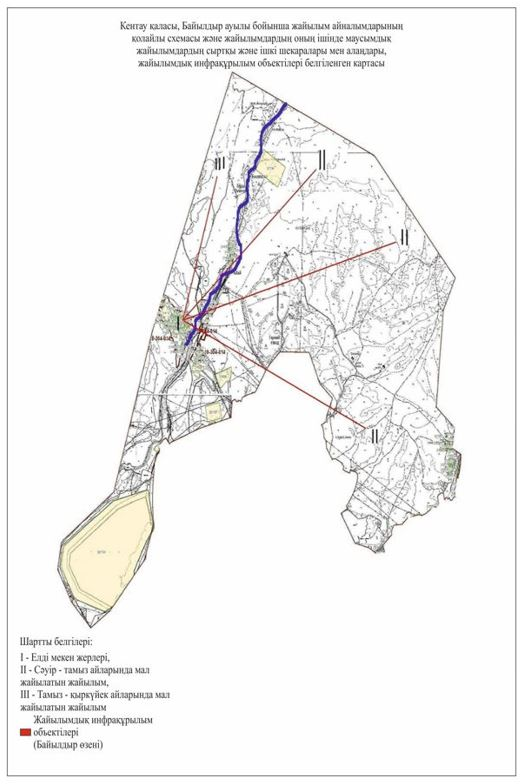 Кентау қаласы, Байылдыр ауылы бойынша жайылым айналымдарының
қолайлы схемасы және жайылымдардың оның ішінде маусымдық
жайылымдардың сыртқы және ішкі шекаралары мен алаңдары,
жайылымдық инфрақұрылым объектілері белгіленген картасы
III
II
II
I
II
Шартты белгілері:
I - Елді мекен жерлері,
II - Сәуір - тамыз айларында мал
жайылатын жайылым,
III - Тамыз - қыркүйек айларында мал
жайылатын жайылым
Жайылымдық инфрақұрылым
объектілері
(Байылдыр өзені)